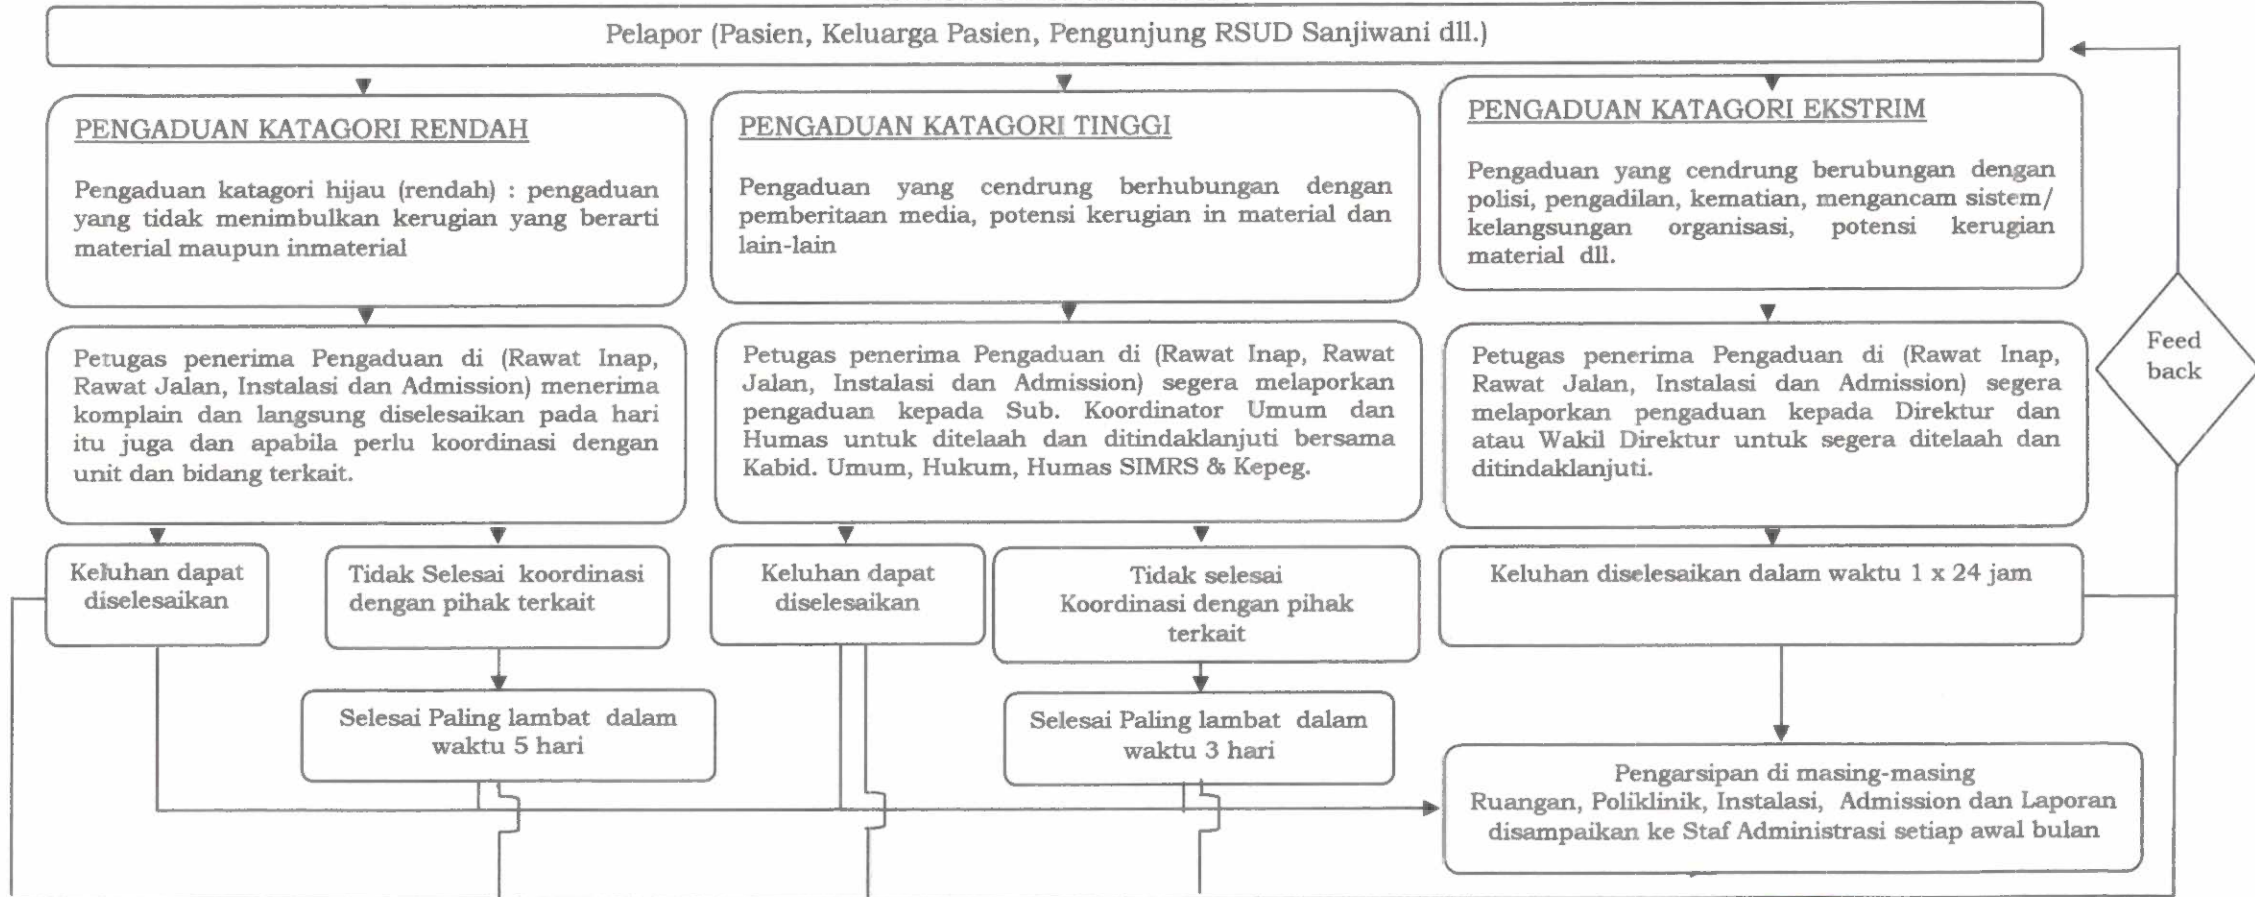 Pelapor (Pasien, Keluarga Pasien, Pengunjung RSUD Sanjiwani dll.)
PENGADUAN KATAGORI RENDAH
Pengaduan katagori hijau (rendah) : pengaduan
yang tidak menimbulkan kerugian yang berarti
material maupun inmaterial
PENGADUAN KATAGORI TINGGI
Pengaduan yang cendrung berhubungan dengan
pemberitaan media, potensi kerugian in material dan
lain-lain
PENGADUAN KATAGORI EKSTRIM
Pengaduan yang cendrung berubungan dengan
polisi, pengadilan, kematian, mengancam sistem/
kelangsungan organisasi, potensi kerugian
material dll.
Petugas penerima Pengaduan di (Rawat Inap,
Rawat Jalan, Instalasi dan Admission) menerima
komplain dan langsung diselesaikan pada hari
itu juga dan apabila perlu koordinasi dengan
unit dan bidang terkait.
Petugas penerima Pengaduan di (Rawat Inap, Rawat
Jalan, Instalasi dan Admission) segera melaporkan
pengaduan kepada Sub. Koordinator Umum dan
Humas untuk ditelaah dan ditindaklanjuti bersama
Kabid. Umum, Hukum, Humas SIMRS & Kepeg.
Petugas penerima Pengaduan di (Rawat Inap,
Rawat Jalan, Instalasi dan Admission) segera
melaporkan pengaduan kepada Direktur dan
atau Wakil Direktur untuk segera ditelaah dan
ditindaklanjuti.
Feed
back
Keluhan dapat
diselesaikan
Tidak Selesai koordinasi
dengan pihak terkait
Keluhan dapat
diselesaikan
Tidak selesai
Koordinasi dengan pihak
terkait
Keluhan diselesaikan dalam waktu 1 x 24 jam
Selesai Paling lambat dalam
waktu 5 hari
Selesai Paling lambat dalam
waktu 3 hari
Pengarsipan di masing-masing
Ruangan, Poliklinik, Instalasi, Admission dan Laporan
disampaikan ke Staf Administrasi setiap awal bulan